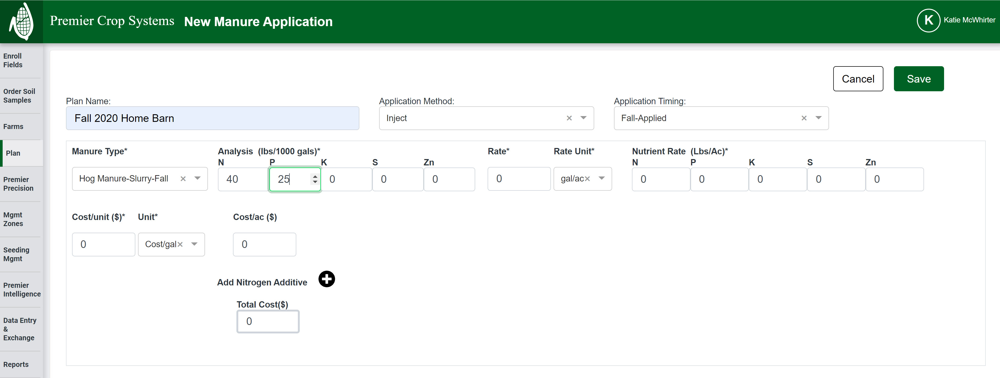 Premier Crop Systems New Manure Application
K Katie McWhirter
Enroll
Fields
Order Soil
Samples
Farms
Plan
Premier
Precision
Mgmt
Zones
Seeding
Mgmt
Premier
Intelligence
Data Entry
&
Exchange
Reports
Cancel Save
Plan Name: Application Method: Application Timing:
Fall 2020 Home Barn Inject × Fall-Applied ×
Manure Type* Analysis (lbs/1000 gals)* Rate* Rate Unit* Nutrient Rate (Lbs/Ac)*
N P K S Zn N P K S Zn
Hog Manure-Slurry-Fall × 40 25 0 0 0 0 gal/ac× 0 0 0 0 0
Cost/unit ($)* Unit* Cost/ac ($)
0 Cost/gal× 0
Add Nitrogen Additive
Total Cost($)
0